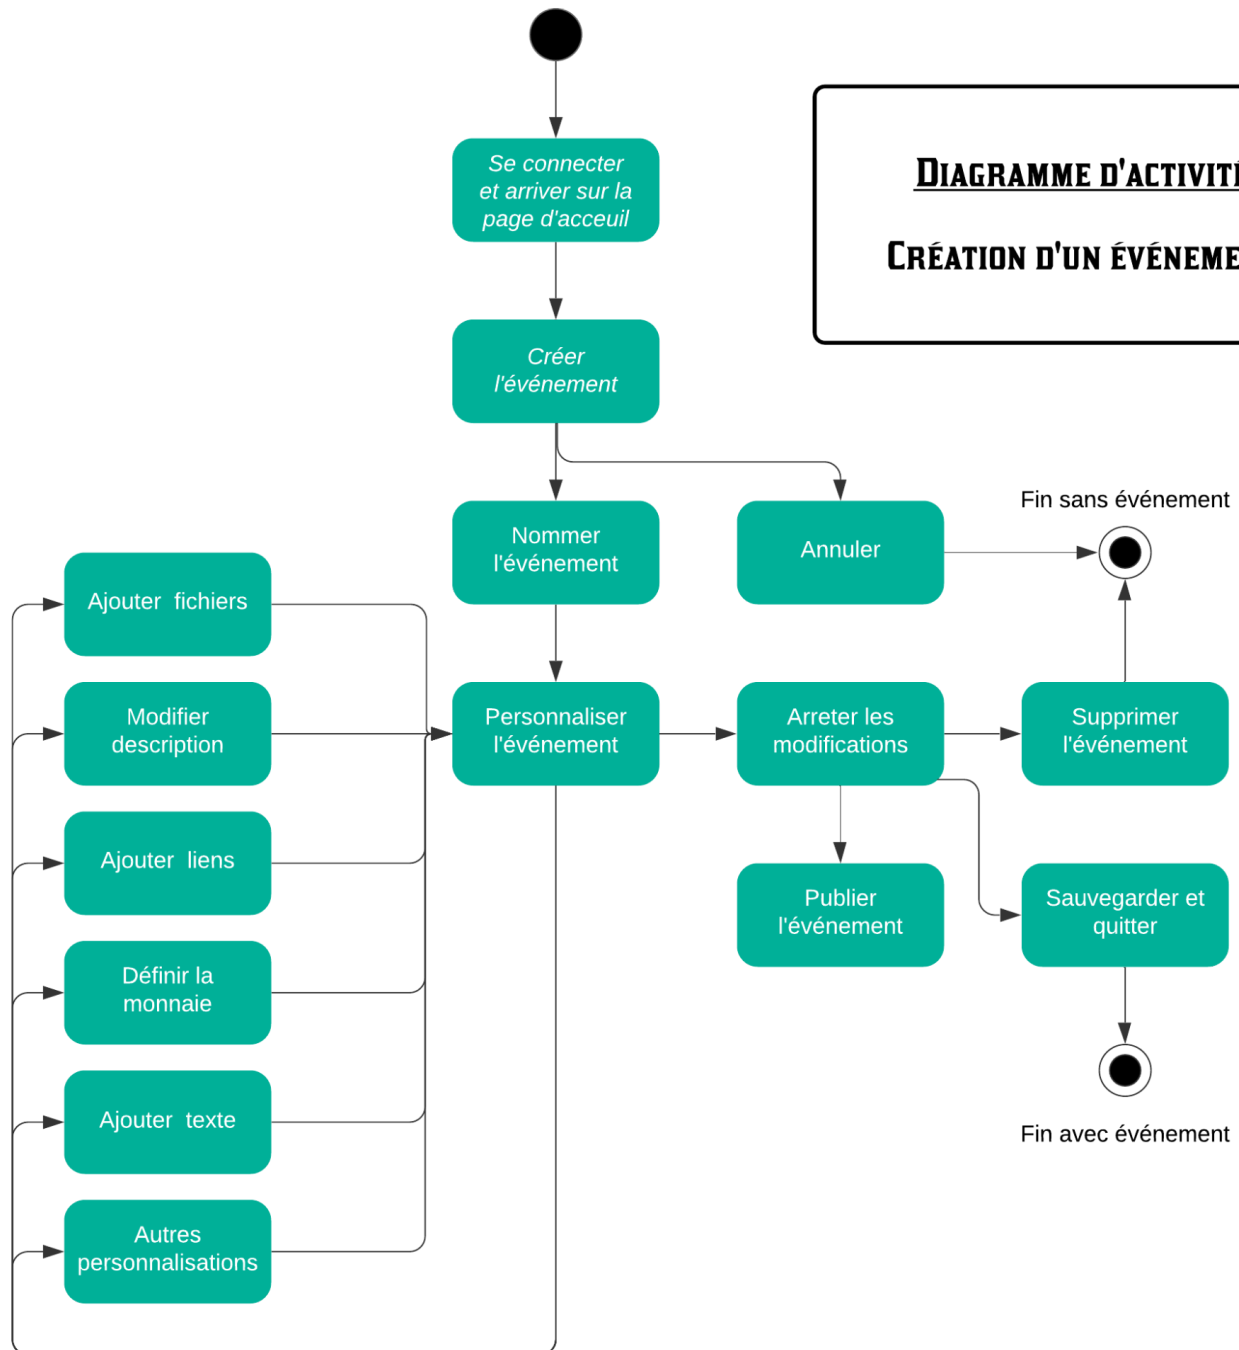 Se connecter
et arriver sur la
page d'acceuil
DIAGRAMME D'ACTIVITÉ
CRÉATION D'UN ÉVÉNEME
Créer
l'événement
Nommer
l'événement
Annuler
Fin sans événement
Ajouter fichiers
Modifier
description
Personnaliser
l'événement
Arreter les
modifications
Supprimer
l'événement
Ajouter liens
Publier
l'événement
Sauvegarder et
quitter
Définir la
monnaie
Ajouter texte
Fin avec événement
Autres
personnalisations